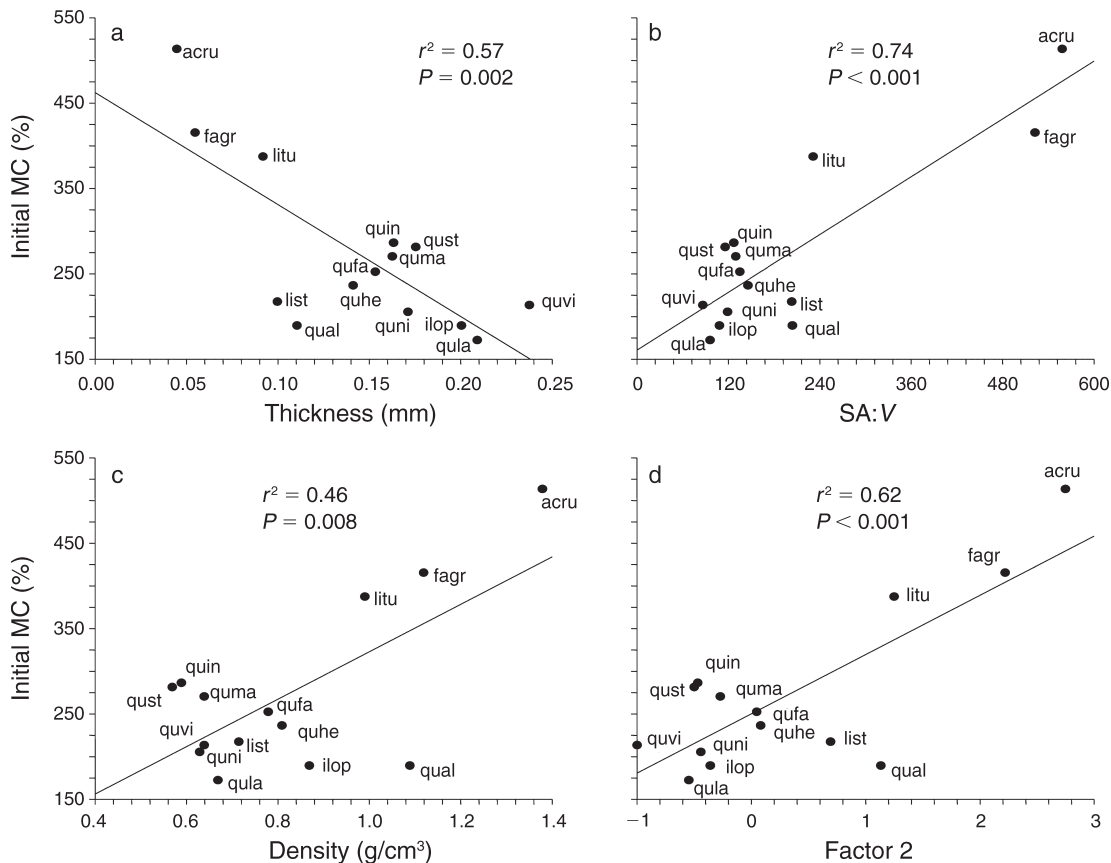 a
r² = 0.57
P = 0.002
acru
fagr
litu
quin
qust
quma
qufa
quhe
list
qual
quni
ilop
qula
quvi
550
450
350
250
150
Initial MC (%)
0.00 0.05 0.10 0.15 0.20 0.25
Thickness (mm)
b
r² = 0.74
P < 0.001
acru
fagr
litu
quin
qust
quma
qufa
quhe
quvi
quni
list
ilop
qual
qula
0 120 240 360 480 600
SA:V
c
r² = 0.46
P = 0.008
acru
fagr
litu
quin
qust
quma
qufa
quvi
quhe
list
quni
ilop
qual
qula
550
450
350
250
150
Initial MC (%)
0.4 0.6 0.8 1.0 1.2 1.4
Density (g/cm³)
d
r² = 0.62
P < 0.001
acru
fagr
litu
quin
qust
quma
qufa
quhe
quvi
quni
list
ilop
qual
qula
−1 0 1 2 3
Factor 2